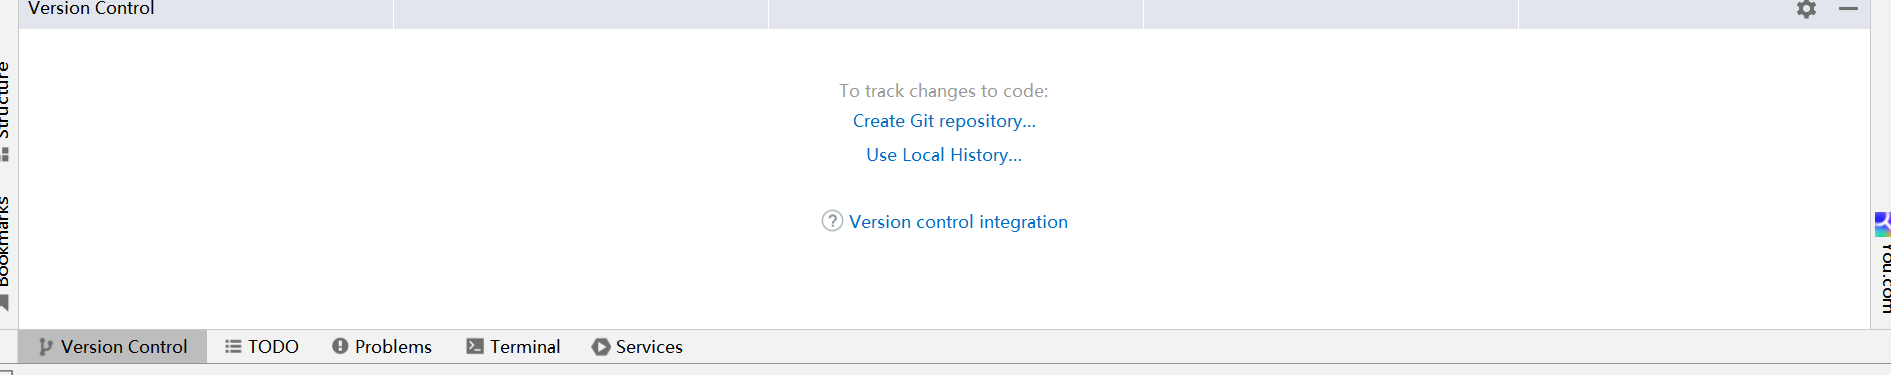 Version Control
Structure
Bookmarks
To track changes to code:
Create Git repository...
Use Local History...
? Version control integration
You.com
Version Control
TODO
Problems
Terminal
Services